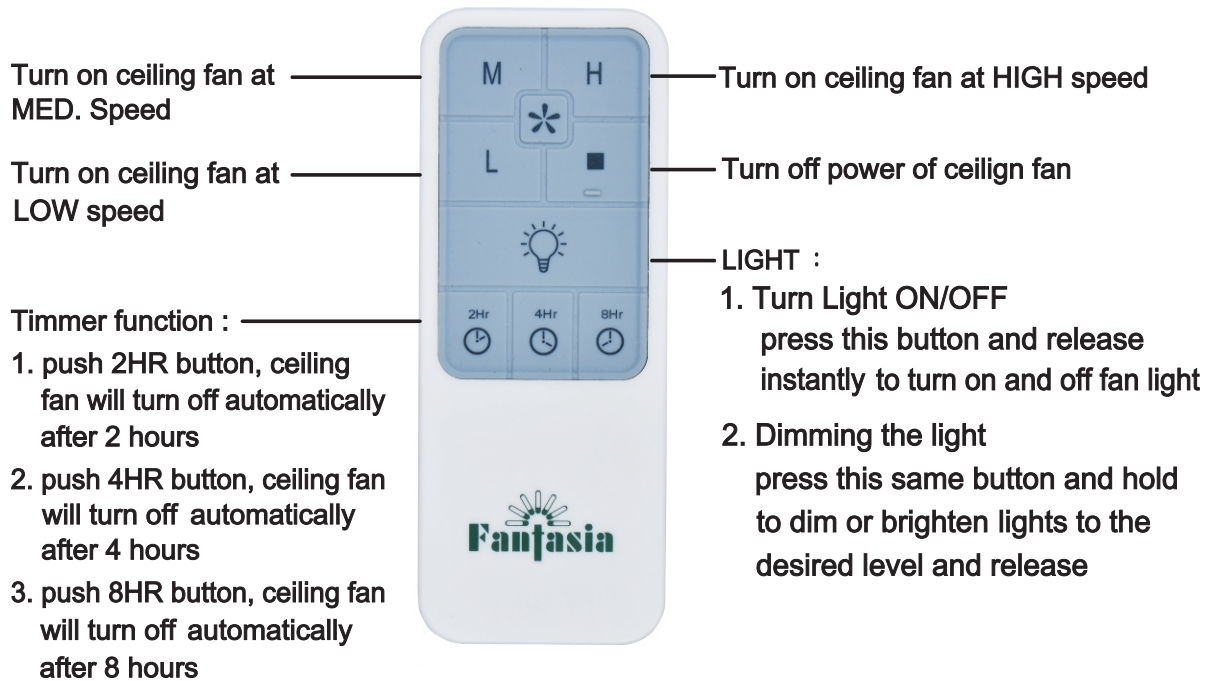 Turn on ceiling fan at
MED. Speed
Turn on ceiling fan at
LOW speed
Timmer function :
1. push 2HR button, ceiling
fan will turn off automatically
after 2 hours
2. push 4HR button, ceiling fan
will turn off automatically
after 4 hours
3. push 8HR button, ceiling fan
will turn off automatically
after 8 hours
M
H
L
2Hr
4Hr
8Hr
Fantasia
Turn on ceiling fan at HIGH speed
Turn off power of ceilign fan
LIGHT :
1. Turn Light ON/OFF
press this button and release
instantly to turn on and off fan light
2. Dimming the light
press this same button and hold
to dim or brighten lights to the
desired level and release